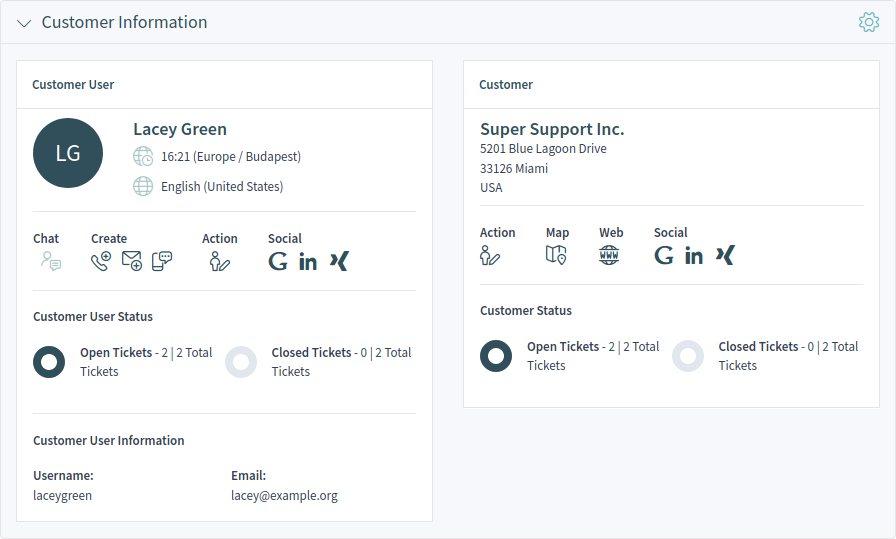 Customer Information
Customer User
LG
Lacey Green
16:21 (Europe / Budapest)
English (United States)
Chat
Create
Action
Social
G in
Customer User Status
Open Tickets - 2 | 2 Total
Tickets
Closed Tickets - 0 | 2 Total
Tickets
Customer User Information
Username:
laceygreen
Email:
lacey@example.org
Customer
Super Support Inc.
5201 Blue Lagoon Drive
33126 Miami
USA
Action
Map
Web
Social
WWW
G in
Customer Status
Open Tickets - 2 | 2 Total
Tickets
Closed Tickets - 0 | 2 Total
Tickets